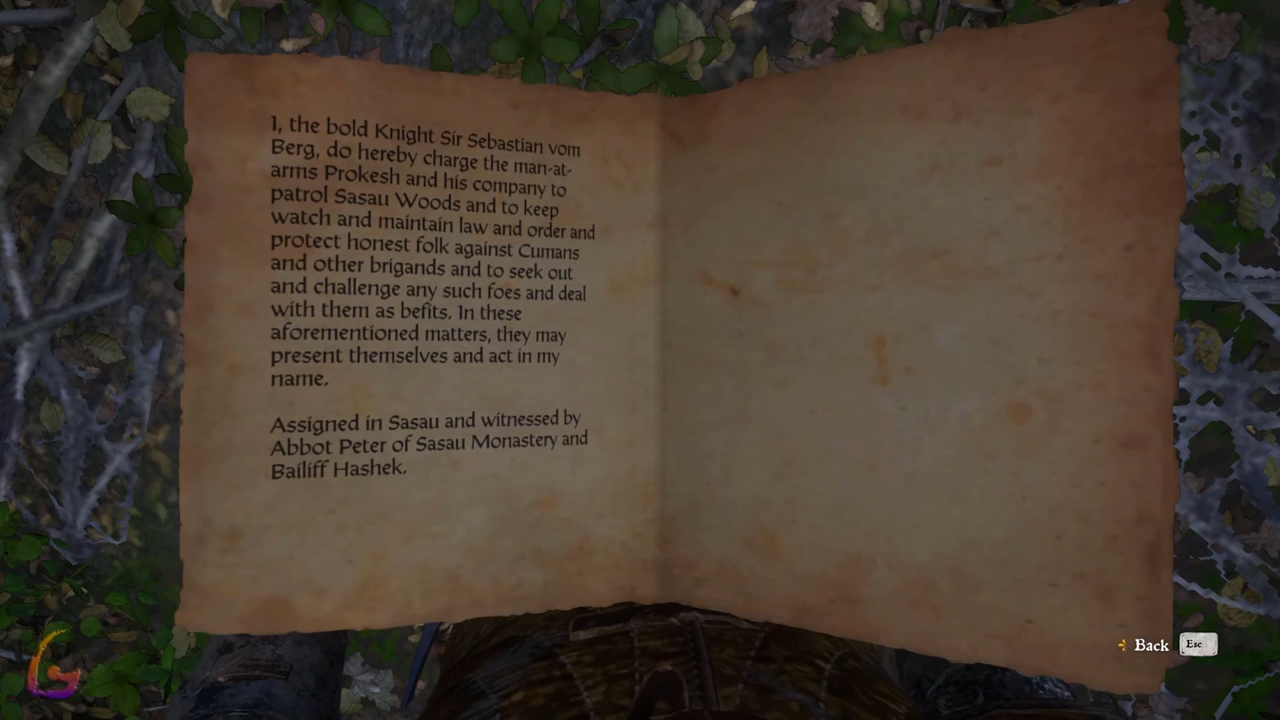 I, the bold Knight Sir Sebastian vom
Berg, do hereby charge the man-at-
arms Prokesh and his company to
patrol Sasau Woods and to keep
watch and maintain law and order and
protect honest folk against Cumans
and other brigands and to seek out
and challenge any such foes and deal
with them as befits. In these
aforementioned matters, they may
present themselves and act in my
name.
Assigned in Sasau and witnessed by
Abbot Peter of Sasau Monastery and
Bailiff Hashek.
Back Esc